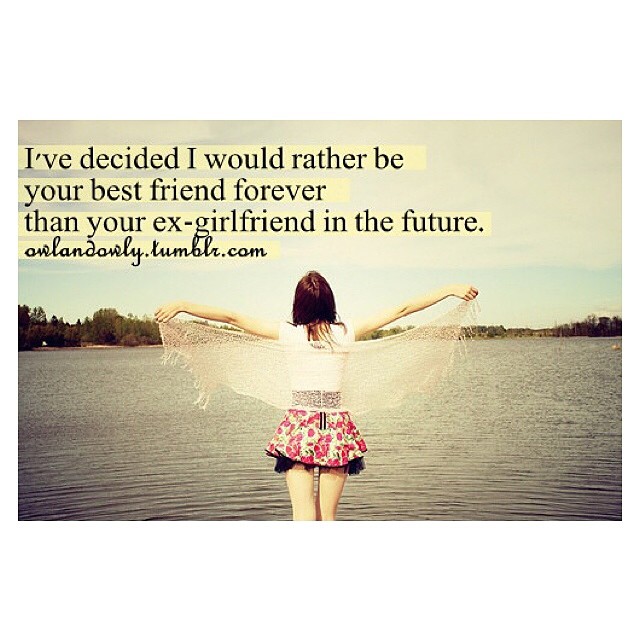 I've decided I would rather be
your best friend forever
than your ex-girlfriend in the future.
owlandowly.tumblr.com